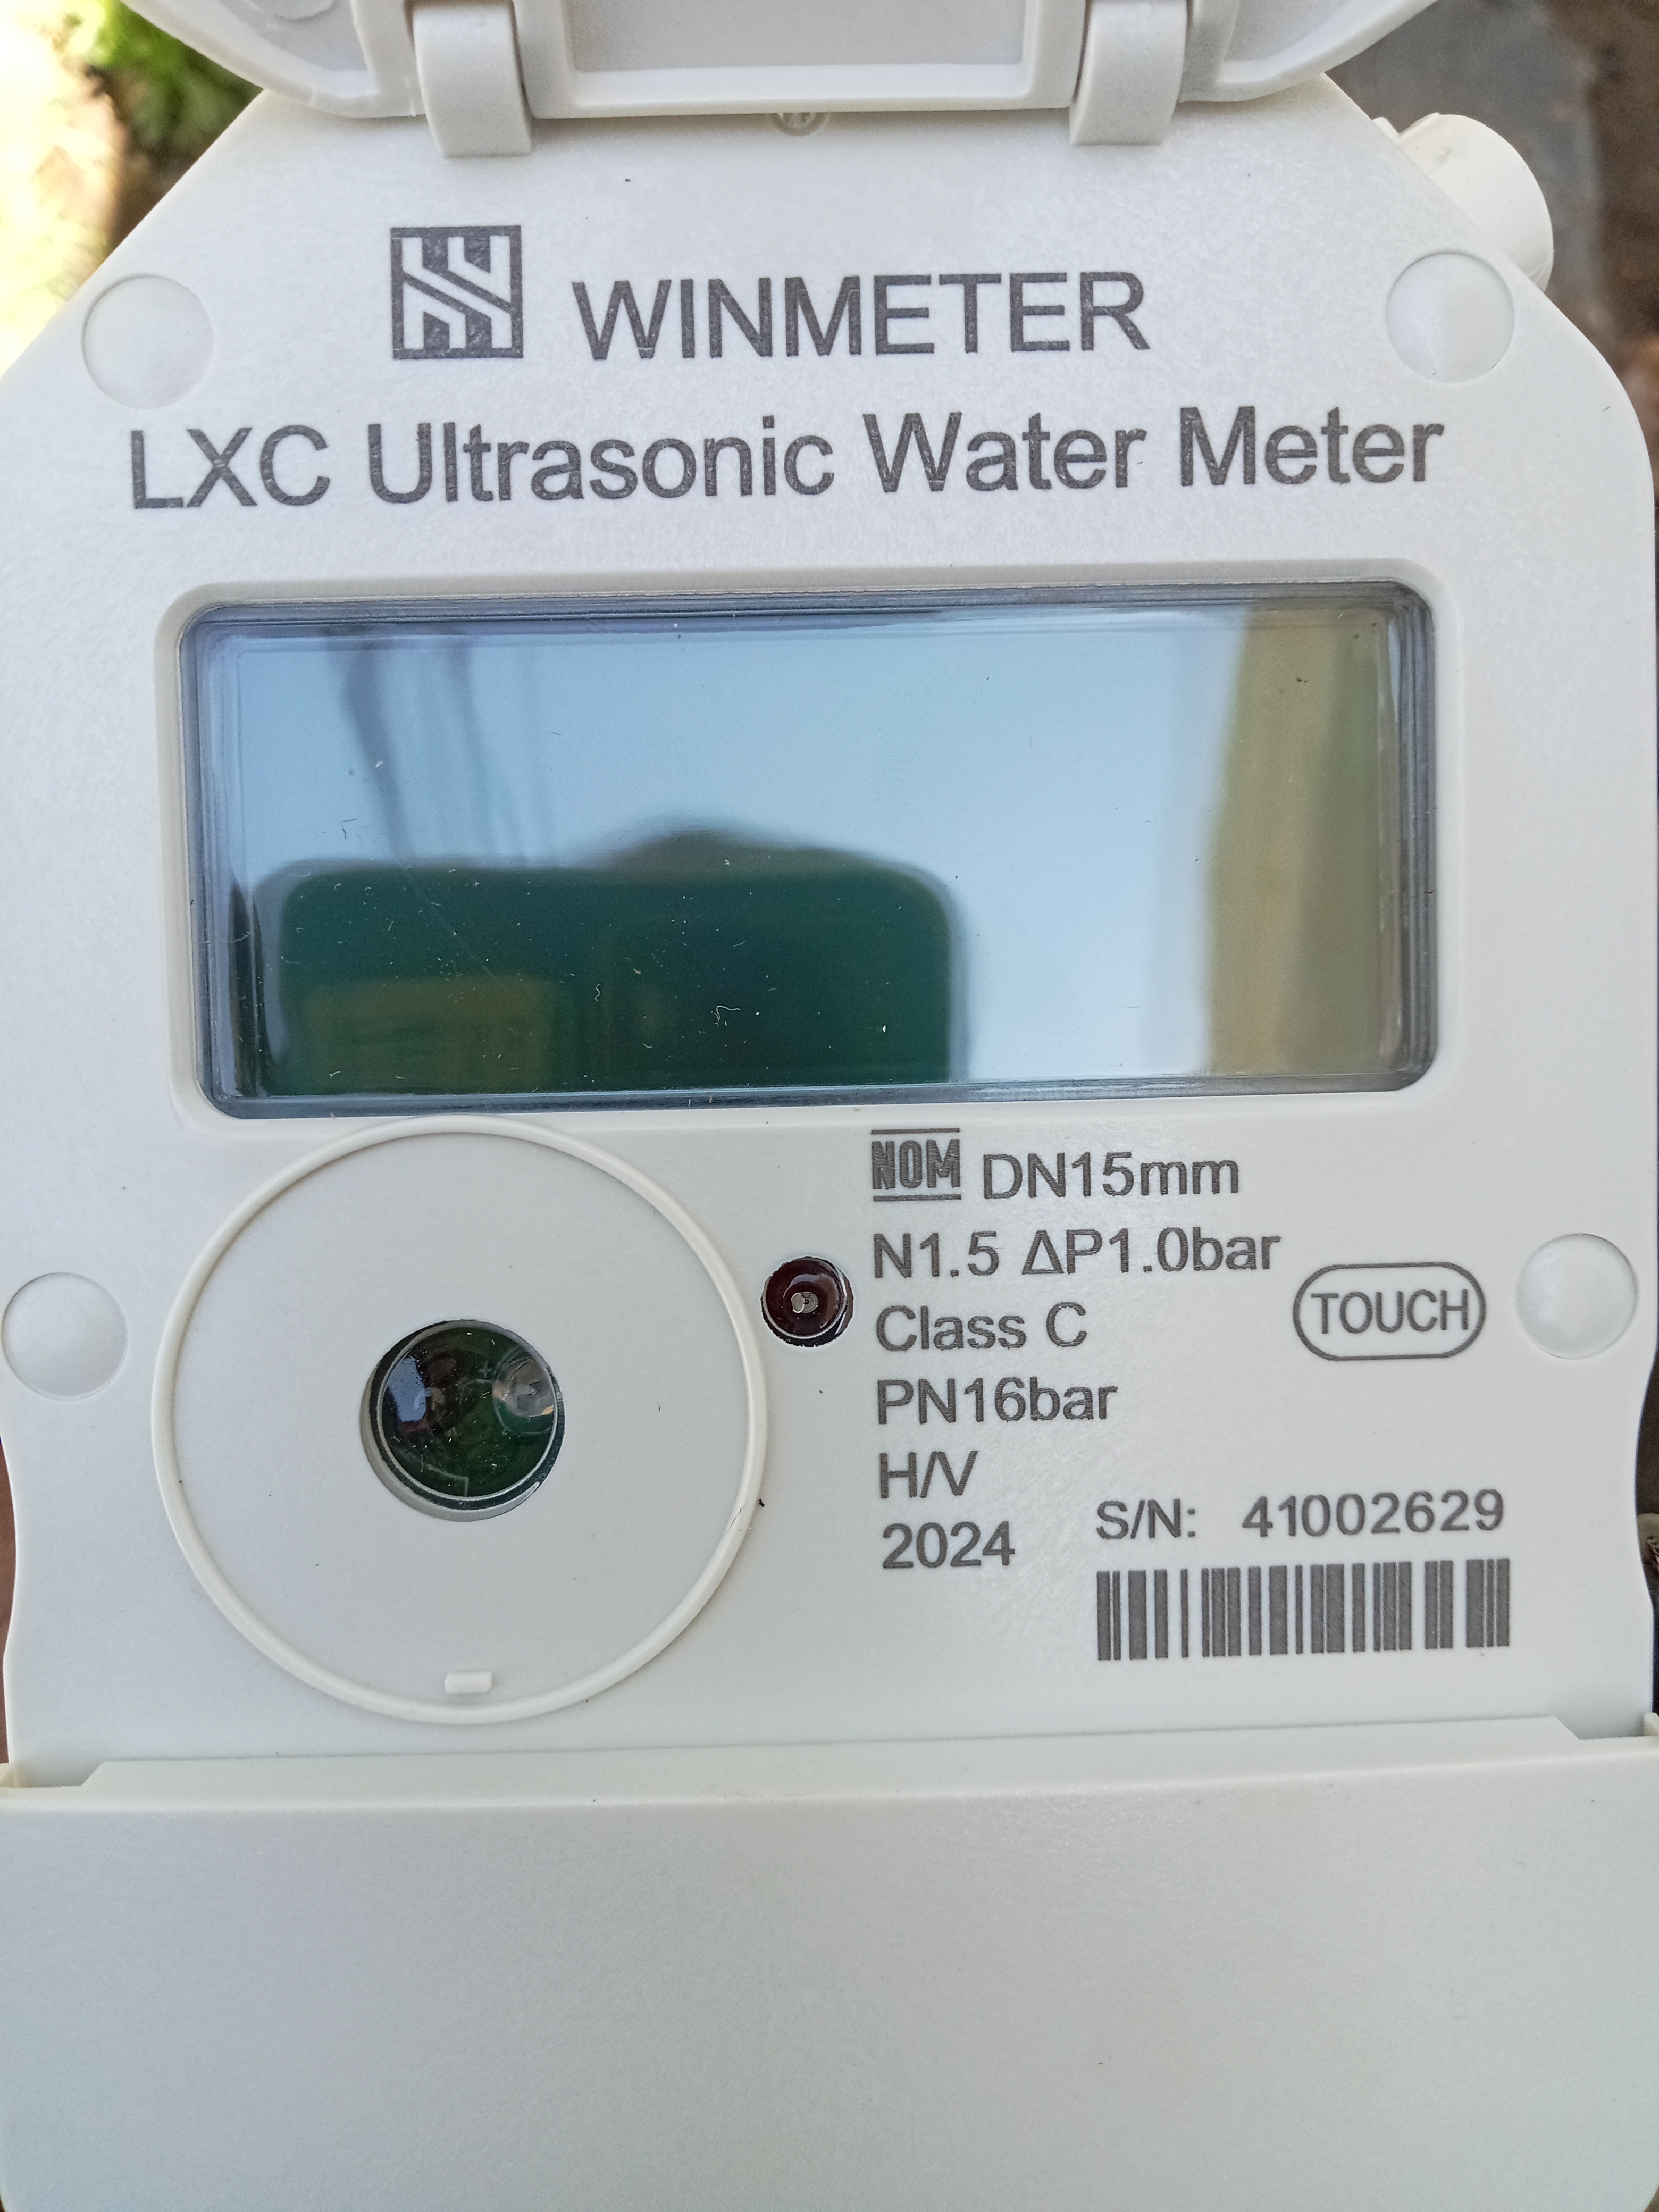 WINMETER
LXC Ultrasonic Water Meter
NOM DN15mm
N1.5 ΔP1.0bar
Class C
TOUCH
PN16bar
H/V
2024
S/N: 41002629